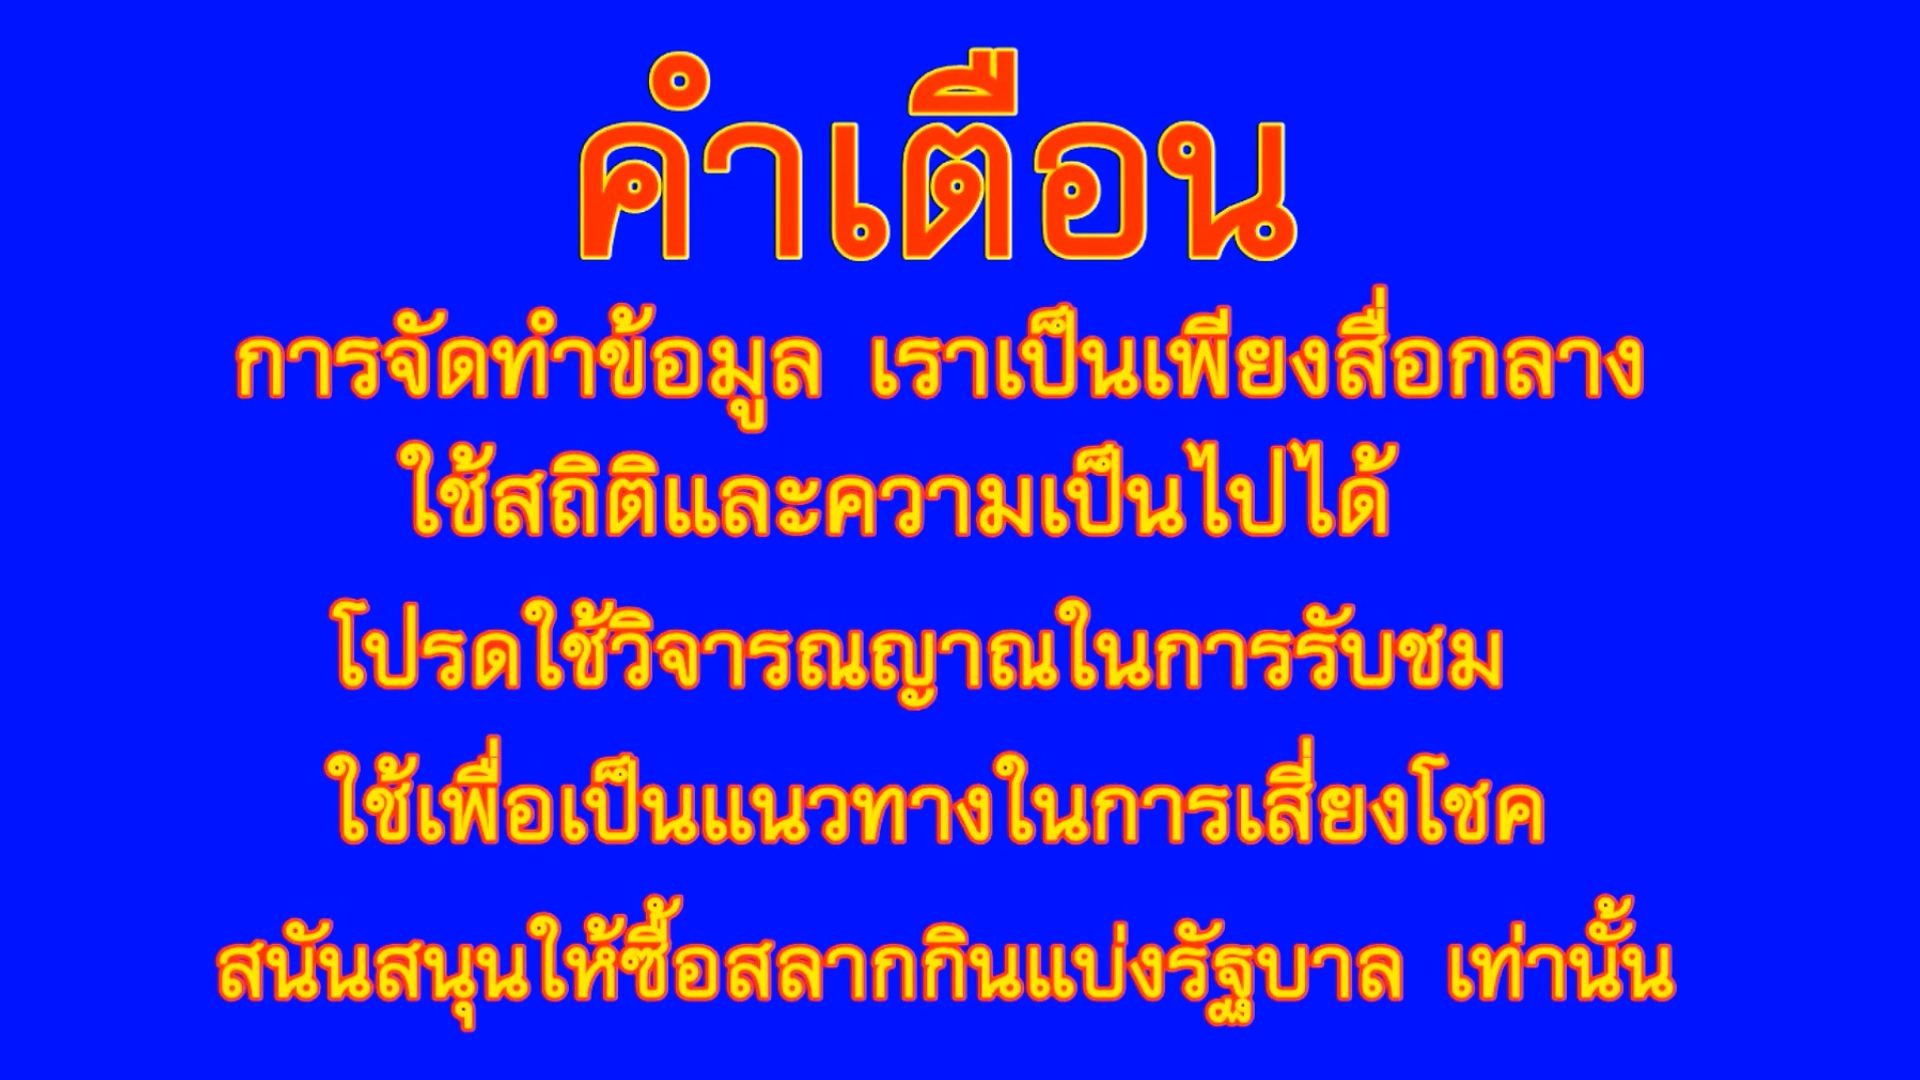 คำเตือน
การจัดทำข้อมูล เราเป็นเพียงสื่อกลาง
ใช้สถิติและความเป็นไปได้
โปรดใช้วิจารณญาณในการรับชม
ใช้เพื่อเป็นแนวทางในการเสี่ยงโชค
สนันสนุนให้ซื้อสลากกินแบ่งรัฐบาล เท่านั้น